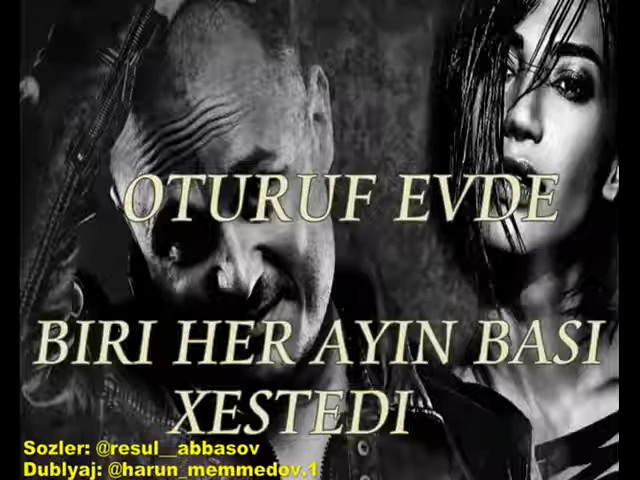 OTURUF EVDE
BIRI HER AYIN BASI
XESTEDI
Sozler: @resul__abbasov
Dublyaj: @harun_memmedov.1